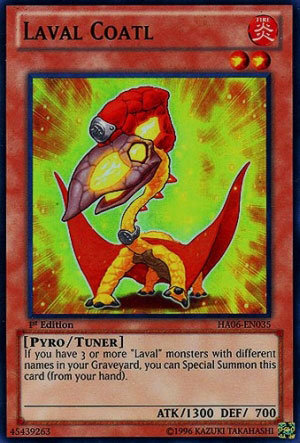 LAVAL COATL
FIRE
炎
1st Edition
HA06-EN035
[PYRO/TUNER]
If you have 3 or more "Laval" monsters with different
names in your Graveyard, you can Special Summon this
card (from your hand).
ATK/1300 DEF/ 700
45439263
©1996 KAZUKI TAKAHASHI